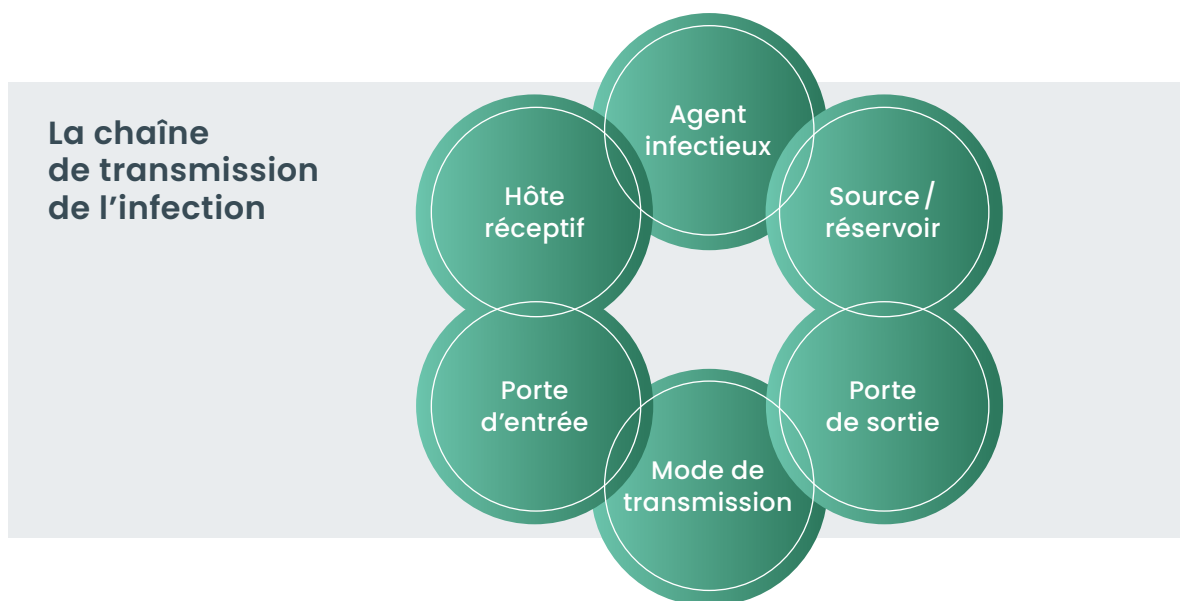 La chaîne
de transmission
de l’infection
Agent
infectieux
Source /
réservoir
Porte
de sortie
Mode de
transmission
Porte
d’entrée
Hôte
réceptif